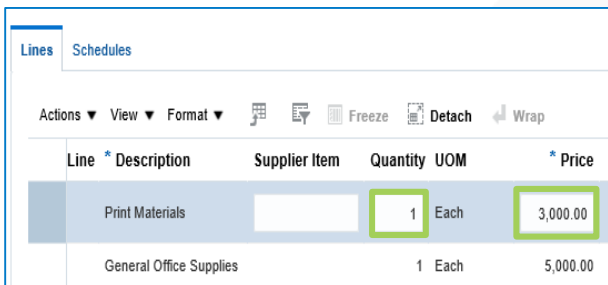 Lines Schedules
Actions ▼ View ▼ Format ▼ Freeze Detach Wrap
Line * Description Supplier Item Quantity UOM * Price
Print Materials 1 Each 3,000.00
General Office Supplies 1 Each 5,000.00